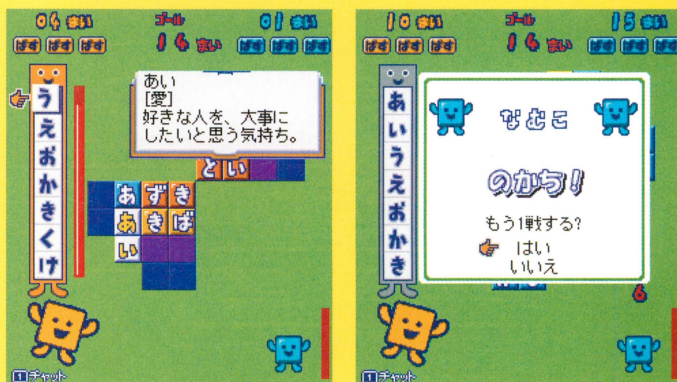 04 まい
ゴール
01 まい
ぱす ぱす ぱす
14 まい
ぱす ぱす ぱす
う
え
お
か
き
く
け
あい
[愛]
好きな人を、大事に
したいと思う気持ち。
とい
あずき
あきば
い
1チャット
10 まい
ゴール
15 まい
ぱす ぱす ぱす
14 まい
ぱす ぱす ぱす
あ
い
う
え
お
か
き
なむこ
のかち!
もう1戦する?
はい
いいえ
6
1チャット